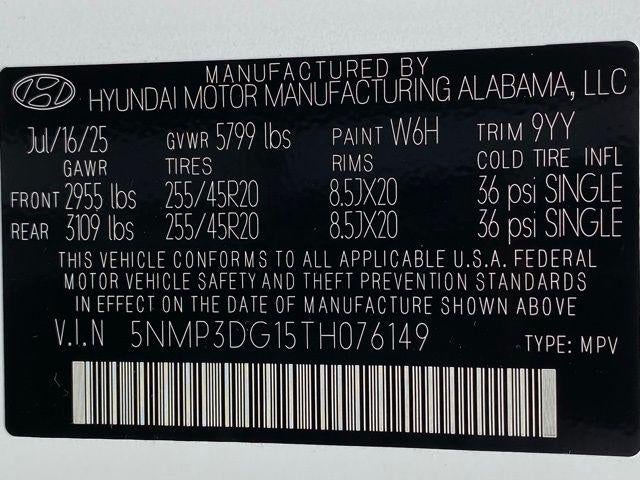 MANUFACTURED BY
HYUNDAI MOTOR MANUFACTURING ALABAMA, LLC
Jul/16/25 GVWR 5799 lbs PAINT W6H TRIM 9YY
GAWR TIRES RIMS COLD TIRE INFL
FRONT 2955 lbs 255/45R20 8.5JX20 36 psi SINGLE
REAR 3109 lbs 255/45R20 8.5JX20 36 psi SINGLE
THIS VEHICLE CONFORMS TO ALL APPLICABLE U.S.A. FEDERAL
MOTOR VEHICLE SAFETY AND THEFT PREVENTION STANDARDS
IN EFFECT ON THE DATE OF MANUFACTURE SHOWN ABOVE
V.I.N 5NMP3DG15TH076149 TYPE: MPV